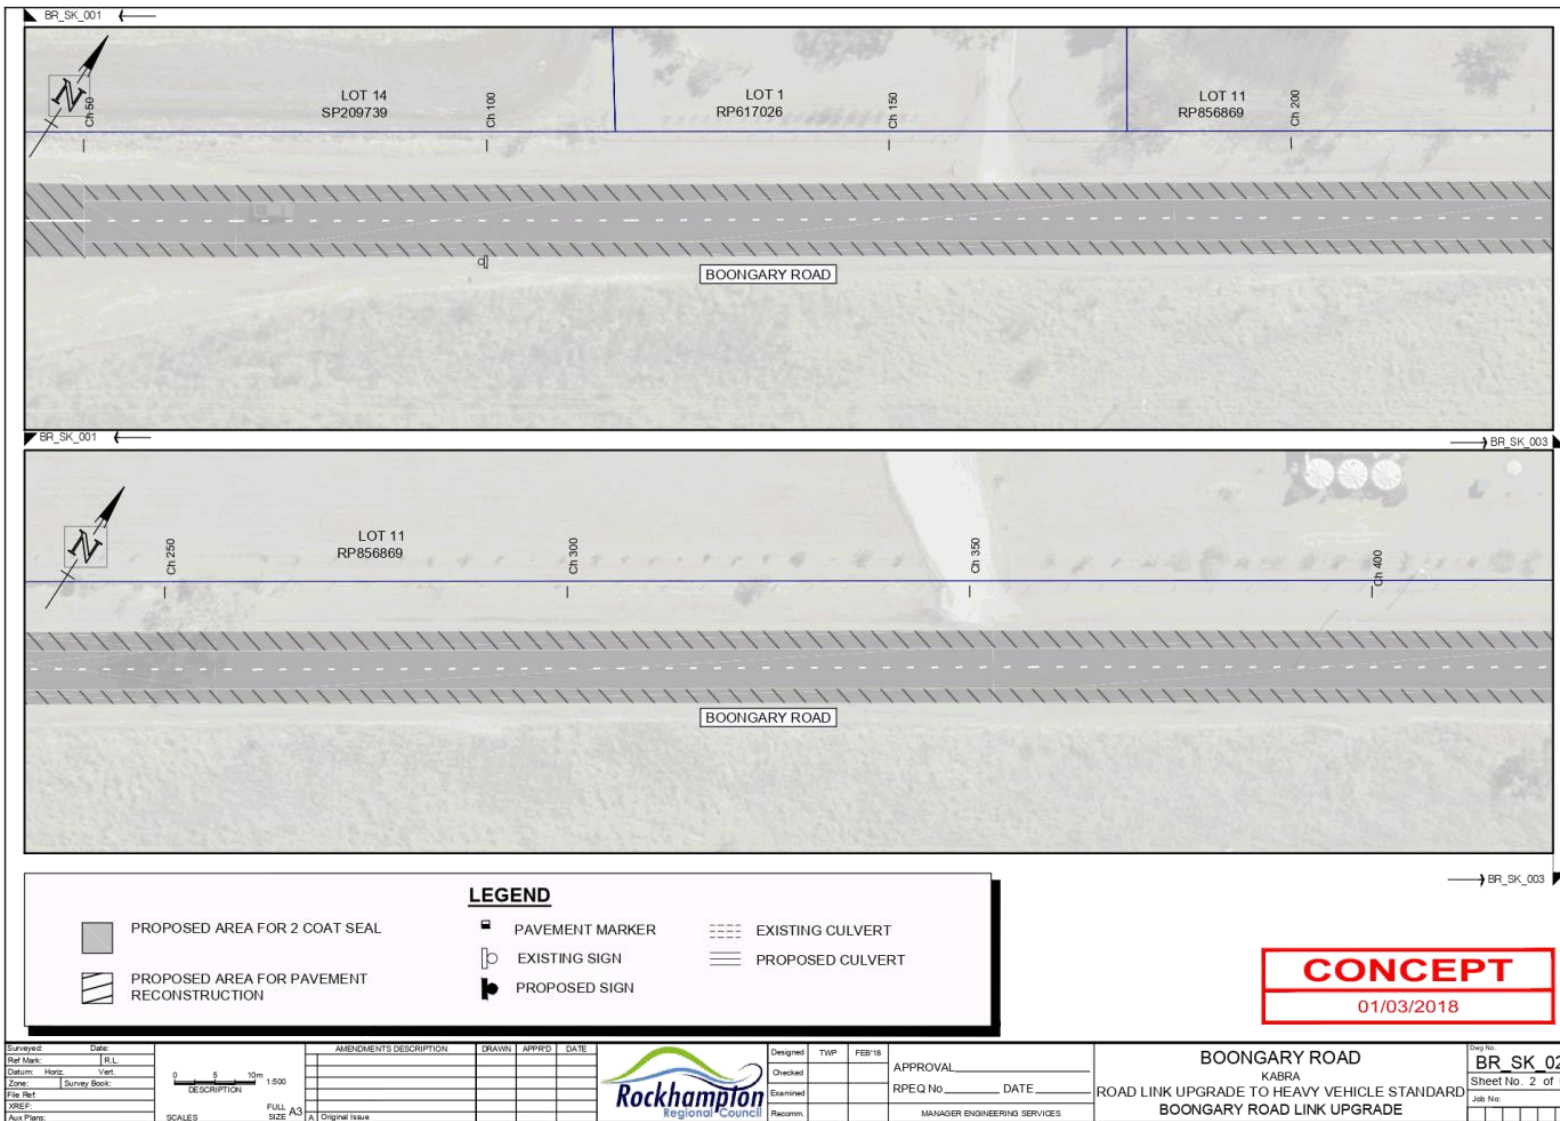 BR_SK_001
N
Ch 50
LOT 14
SP209739
Ch 100
LOT 1
RP617026
Ch 150
LOT 11
RP856869
Ch 200
BOONGARY ROAD
BR_SK_001
BR_SK_003
N
Ch 250
LOT 11
RP856869
Ch 300
Ch 350
Ch 400
BOONGARY ROAD
BR_SK_003
LEGEND
PROPOSED AREA FOR 2 COAT SEAL
PROPOSED AREA FOR PAVEMENT
RECONSTRUCTION
PAVEMENT MARKER
EXISTING SIGN
PROPOSED SIGN
EXISTING CULVERT
PROPOSED CULVERT
CONCEPT
01/03/2018
Surveyed: Date:
Ref Mark: R.L.
Datum: Horiz. Vert.
Zone: Survey Book:
File Ref:
XREF:
Aux Plans:
0 5 10m 1:500
DESCRIPTION
SCALES FULL SIZE A3
AMENDMENTS DESCRIPTION DRAWN APPR'D DATE
A Original Issue
Rockhampton
Regional Council
Designed TWP FEB'18
Checked
Examined
Recomm.
APPROVAL
RPEQ No. DATE
MANAGER ENGINEERING SERVICES
BOONGARY ROAD
KABRA
ROAD LINK UPGRADE TO HEAVY VEHICLE STANDARD
BOONGARY ROAD LINK UPGRADE
Dwg No.
BR_SK_02
Sheet No. 2 of
Job No: